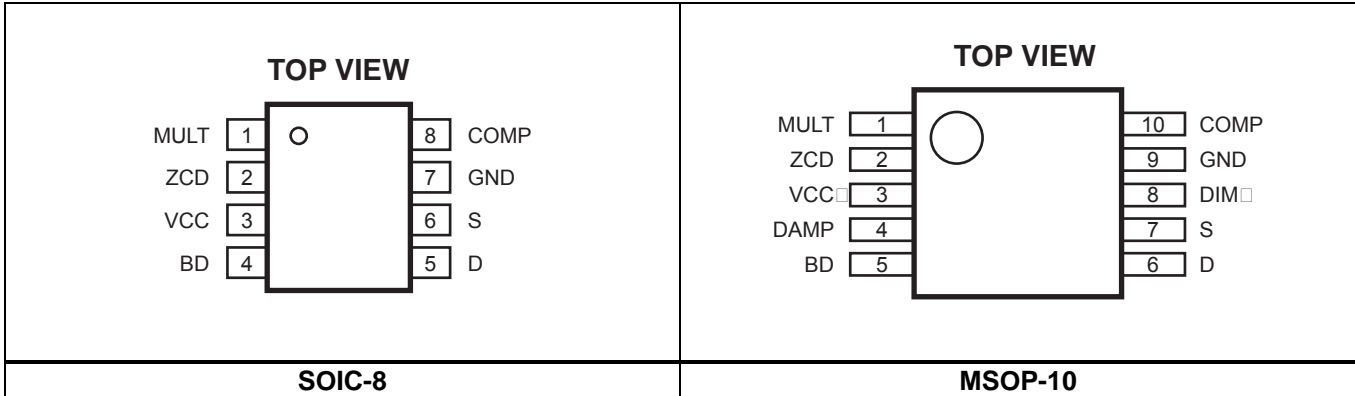 TOP VIEW
MULT 1 8 COMP
ZCD 2 7 GND
VCC 3 6 S
BD 4 5 D
SOIC-8
TOP VIEW
MULT 1 10 COMP
ZCD 2 9 GND
VCC□ 3 8 DIM□
DAMP 4 7 S
BD 5 6 D
MSOP-10